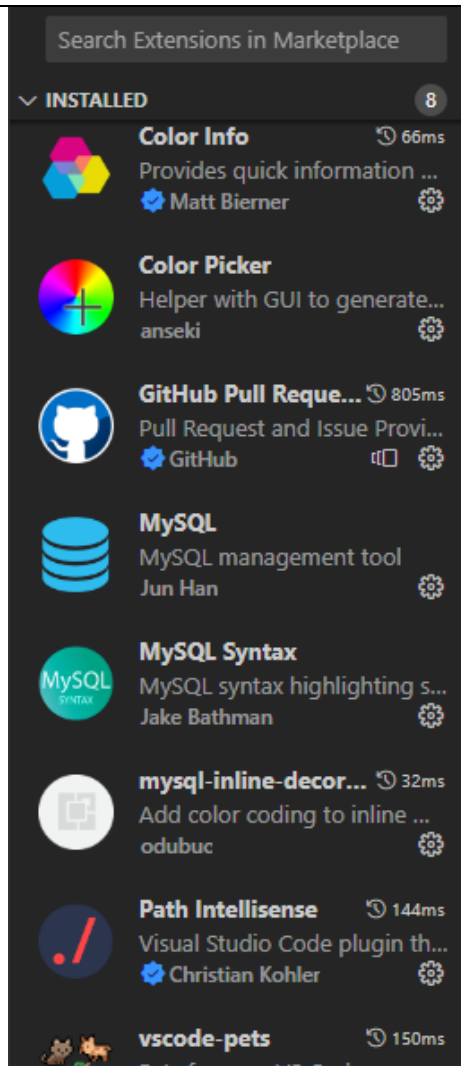 Search Extensions in Marketplace
INSTALLED 8
Color Info 66ms
Provides quick information ...
Matt Bierner
Color Picker
Helper with GUI to generate...
anseki
GitHub Pull Reque... 805ms
Pull Request and Issue Provi...
GitHub
MySQL
MySQL management tool
Jun Han
MySQL
SYNTAX
MySQL Syntax
MySQL syntax highlighting s...
Jake Bathman
mysql-inline-decor... 32ms
Add color coding to inline ...
odubuc
Path Intellisense 144ms
Visual Studio Code plugin th...
Christian Kohler
vscode-pets 150ms